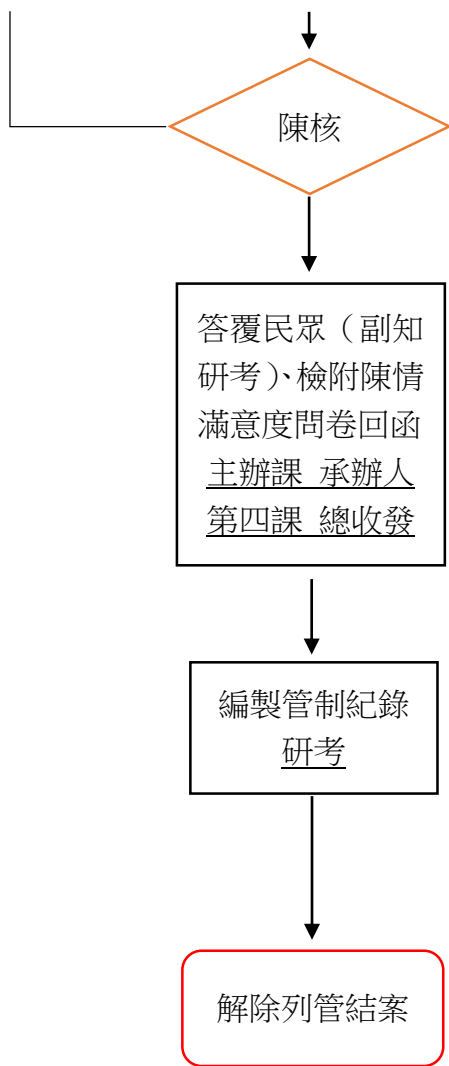 陳核
答覆民眾（副知
研考）、檢附陳情
滿意度問卷回函
主辦課 承辦人
第四課 總收發
編製管制紀錄
研考
解除列管結案